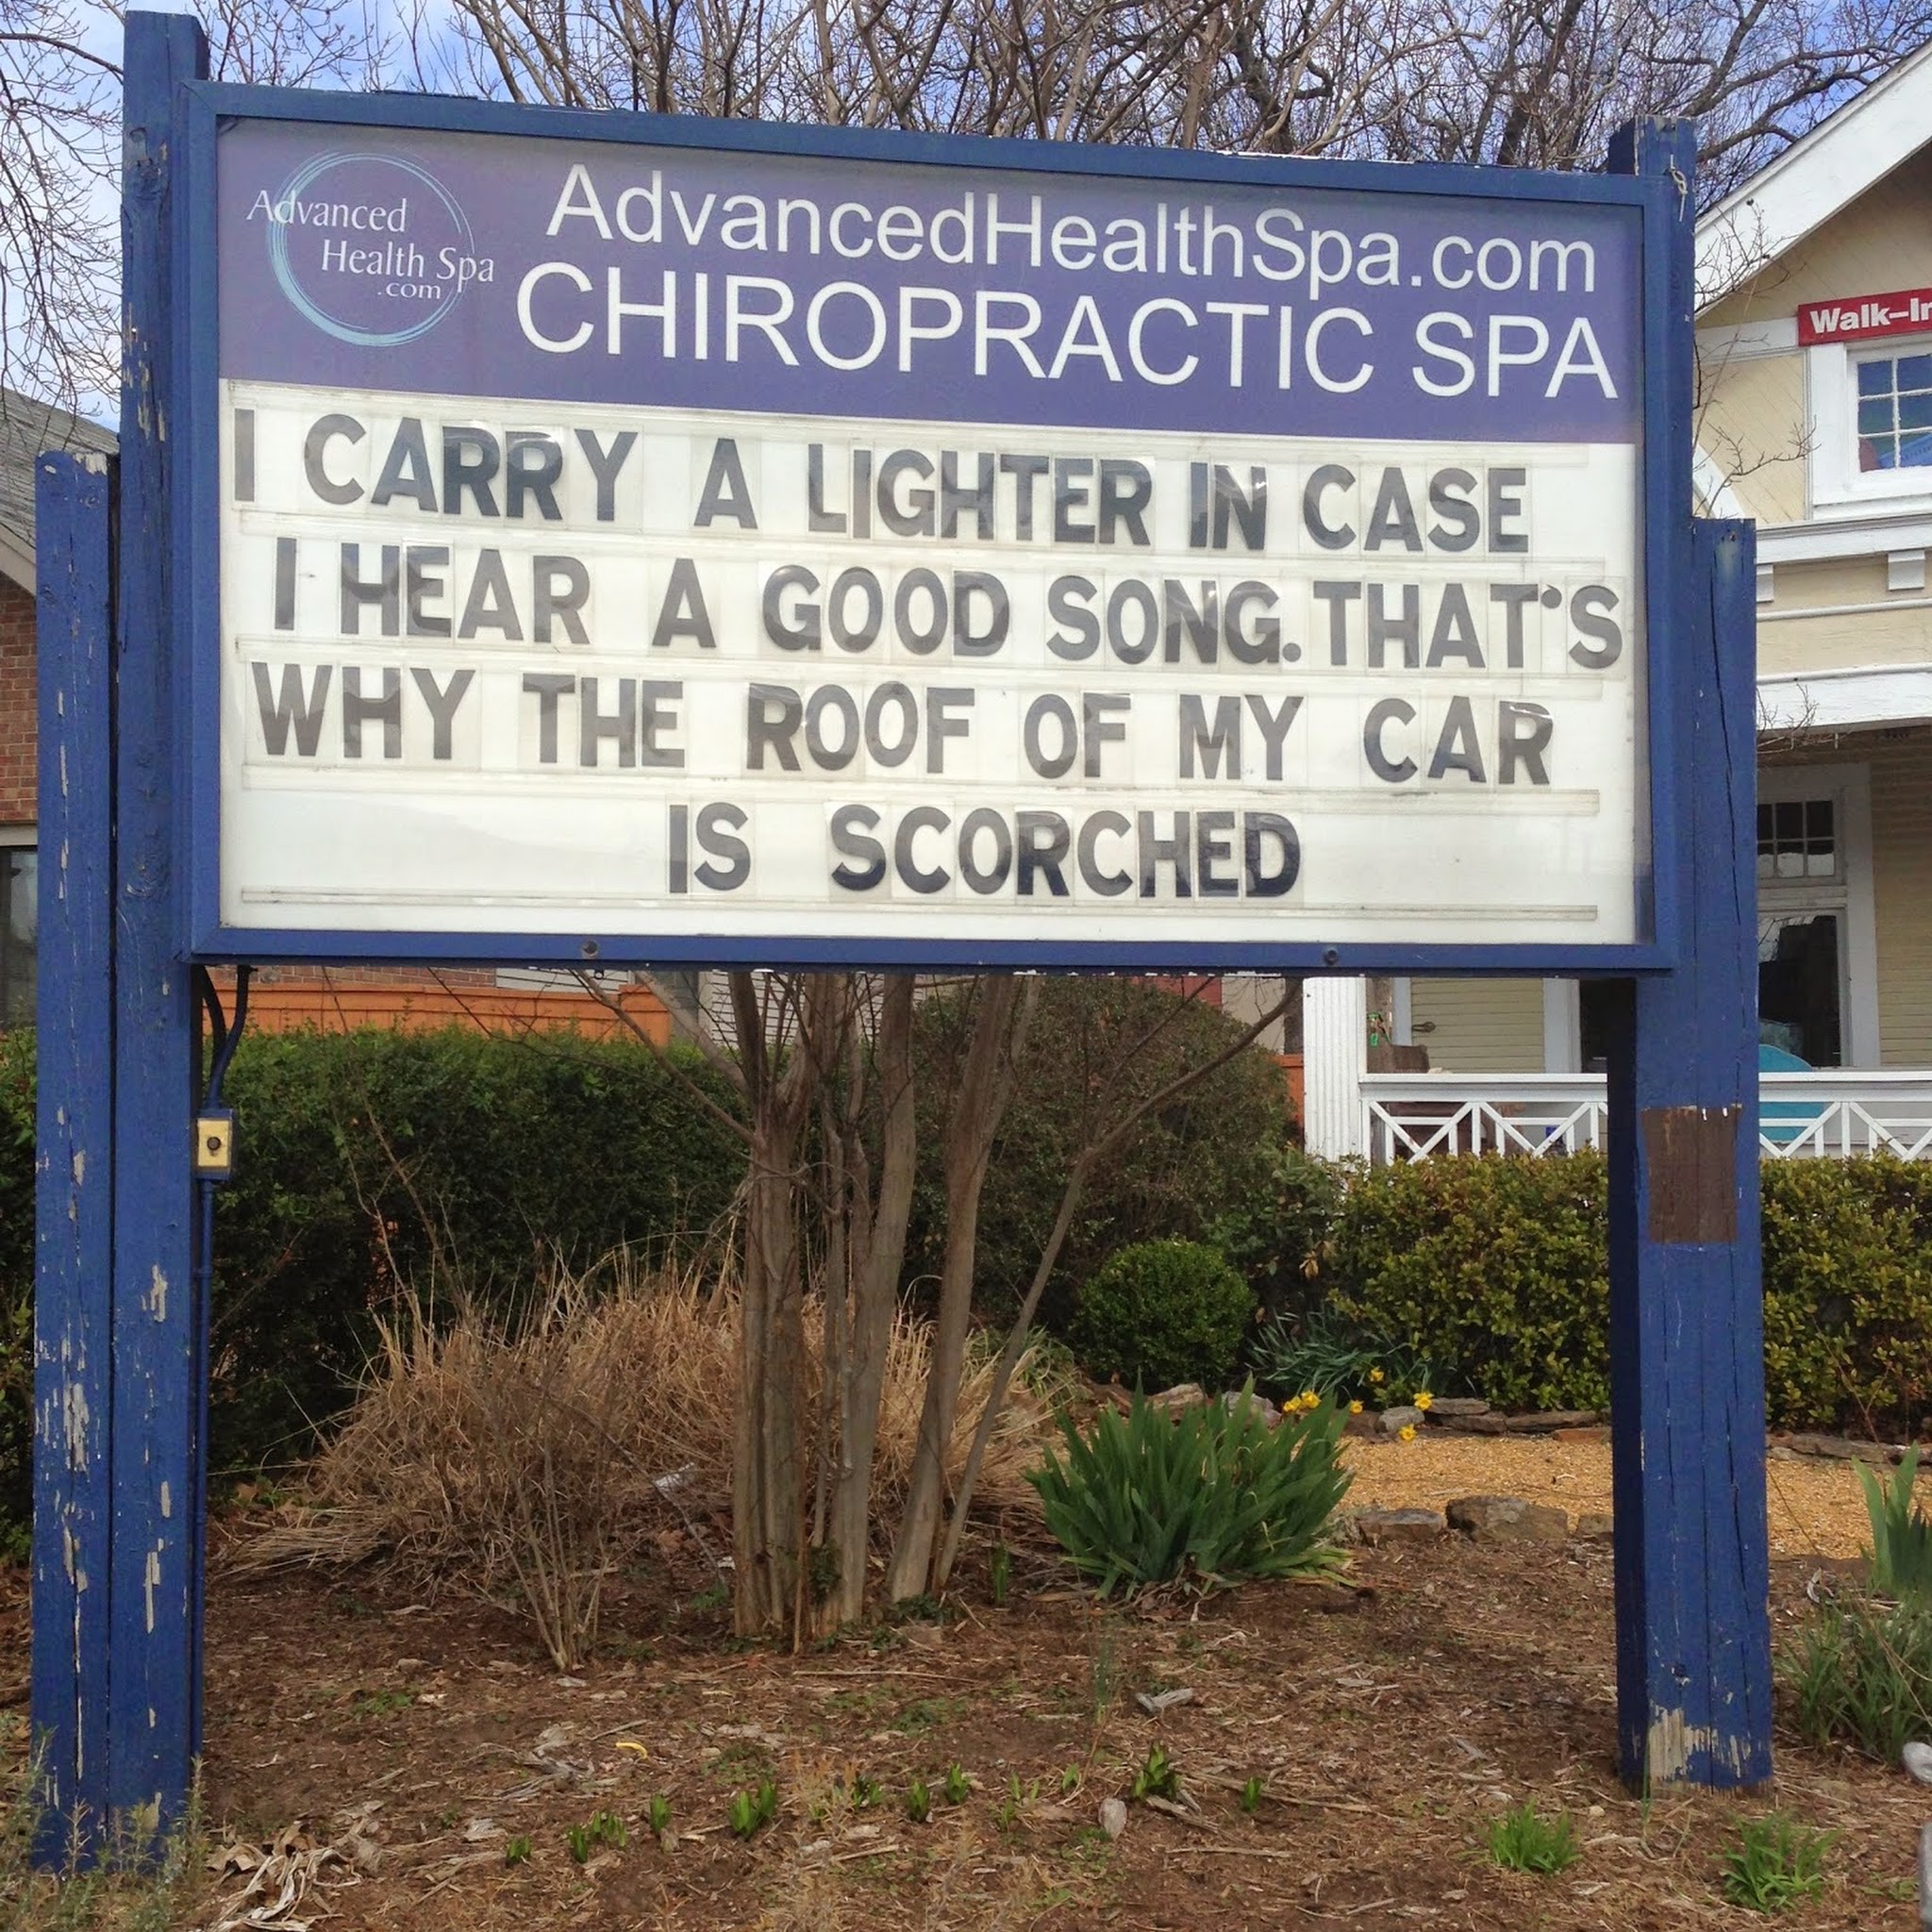 Advanced
Health Spa
.com
AdvancedHealthSpa.com
CHIROPRACTIC SPA
I CARRY A LIGHTER IN CASE
I HEAR A GOOD SONG. THAT'S
WHY THE ROOF OF MY CAR
IS SCORCHED